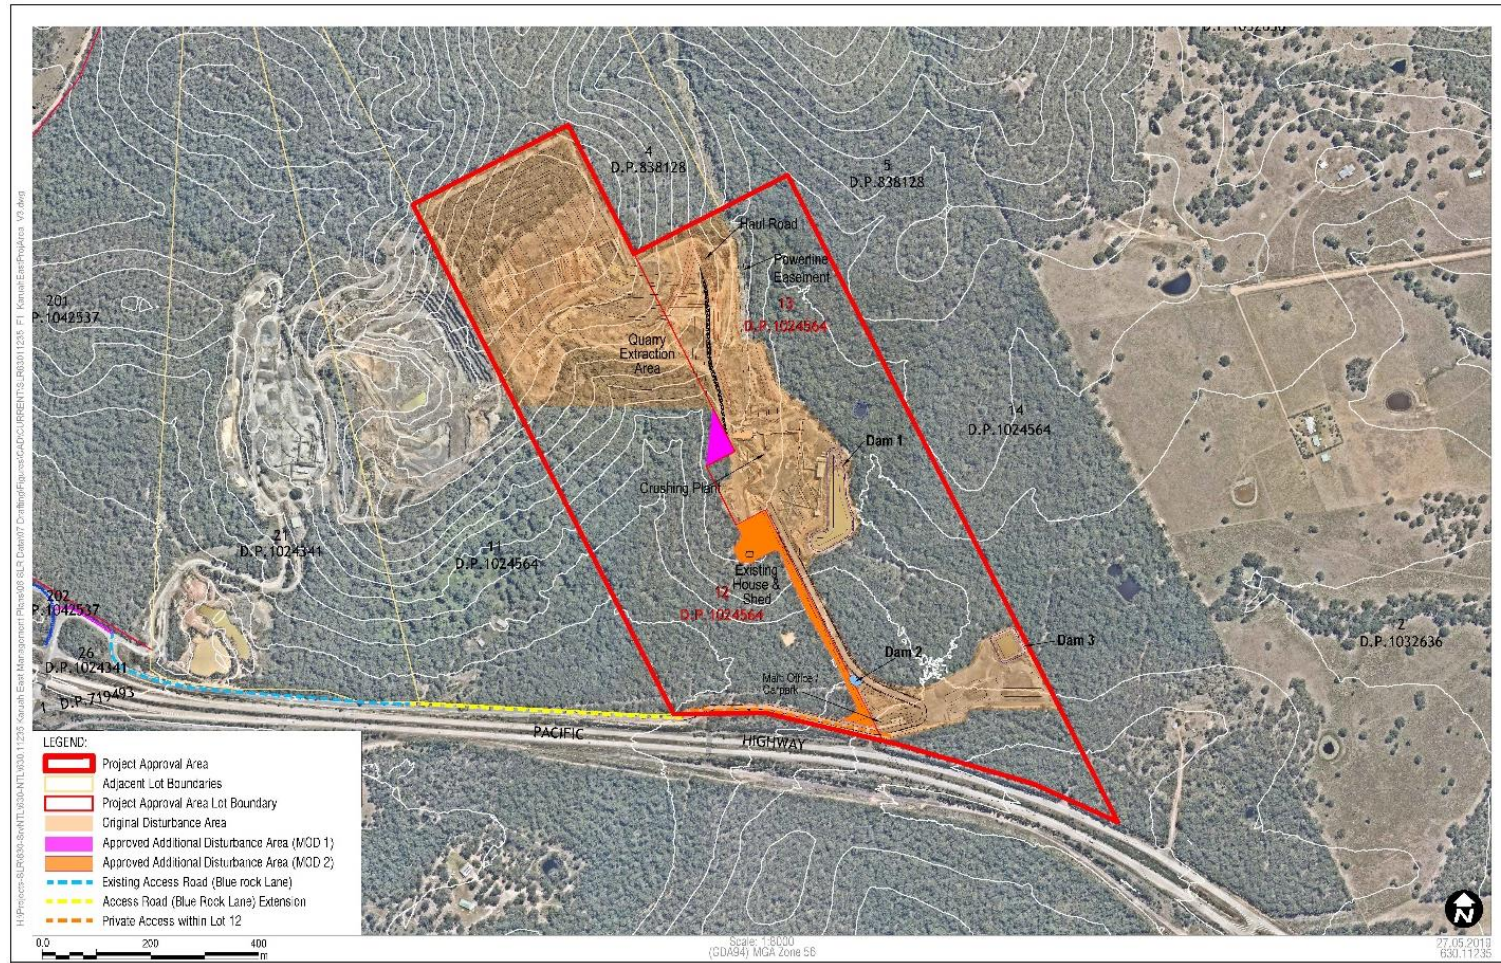 D.P.1032636
4
D.P.838128
5
D.P.838128
Haul Road
Powerline
Easement
201
P.1042537
13
D.P.1024564
Quarry
Extraction
Area
14
D.P.1024564
Dam 1
Crushing Plant
21
D.P.1024341
11
D.P.1024564
Existing
House &
Shed
12
D.P.1024564
202
P.1042537
2
D.P.1032636
Dam 3
Dam 2
26
D.P.1024341
Main Office /
Carpark
1 D.P.719493
PACIFIC
HIGHWAY
LEGEND:
Project Approval Area
Adjacent Lot Boundaries
Project Approval Area Lot Boundary
Original Disturbance Area
Approved Additional Disturbance Area (MOD 1)
Approved Additional Disturbance Area (MOD 2)
Existing Access Road (Blue rock Lane)
Access Road (Blue Rock Lane) Extension
Private Access within Lot 12
N
0.0 200 400
m
Scale: 1:8000
(GDA94) MGA Zone 56
27.05.2019
630.11235